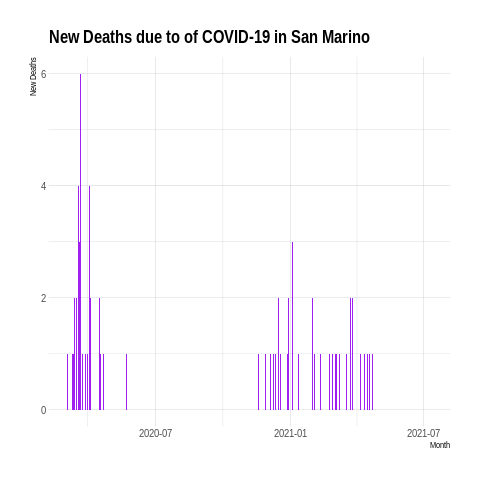 New Deaths due to of COVID-19 in San Marino
New Deaths
6
4
2
0
2020-07 2021-01 2021-07
Month